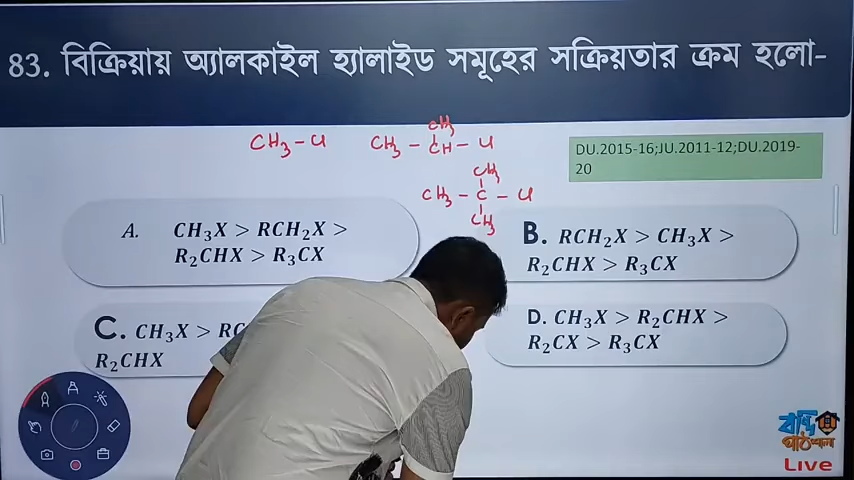 83. বিক্রিয়ায় অ্যালকাইল হ্যালাইড সমূহের সক্রিয়তার ক্রম হলো-
CH₃
CH₃ - Cl CH₃ - CH - Cl
DU.2015-16;JU.2011-12;DU.2019-
20
CH₃
CH₃ - C - Cl
CH₃
A. CH₃X > RCH₂X >
R₂CHX > R₃CX
B. RCH₂X > CH₃X >
R₂CHX > R₃CX
C. CH₃X > RC
R₂CHX
D. CH₃X > R₂CHX >
R₂CX > R₃CX
বন্দি
পাঠশালা
Live